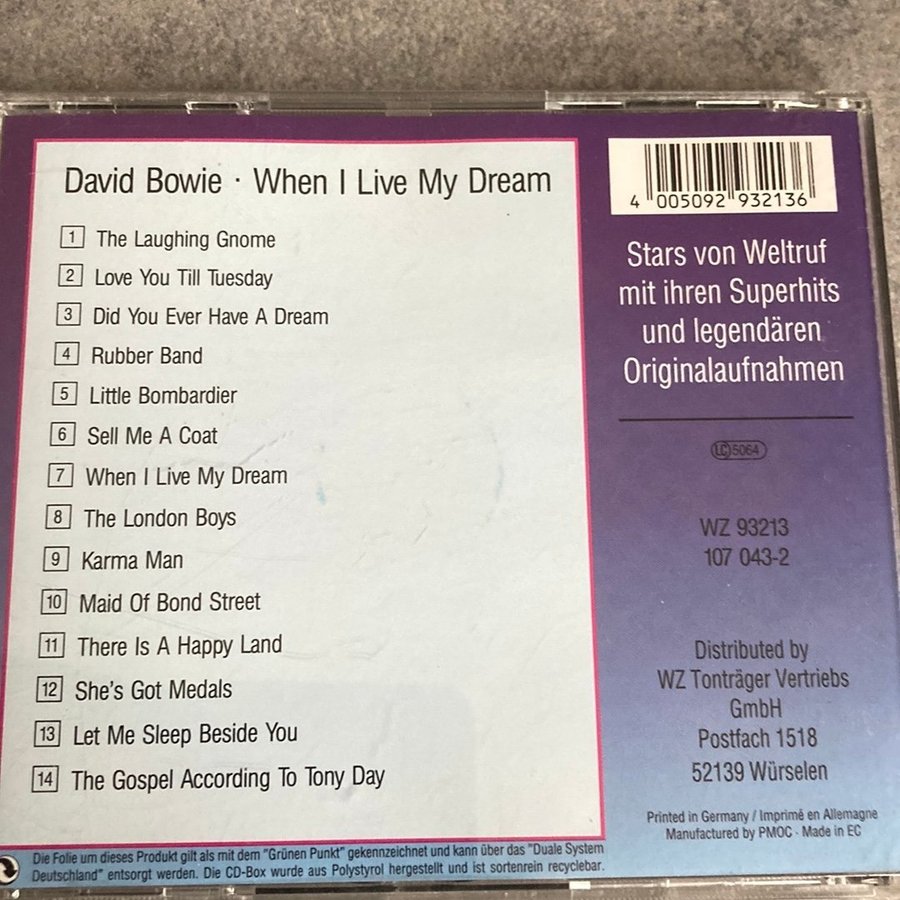 David Bowie · When I Live My Dream
1 The Laughing Gnome
2 Love You Till Tuesday
3 Did You Ever Have A Dream
4 Rubber Band
5 Little Bombardier
6 Sell Me A Coat
7 When I Live My Dream
8 The London Boys
9 Karma Man
10 Maid Of Bond Street
11 There Is A Happy Land
12 She's Got Medals
13 Let Me Sleep Beside You
14 The Gospel According To Tony Day
4 005092 932136
Stars von Weltruf
mit ihren Superhits
und legendären
Originalaufnahmen
LC 5064
WZ 93213
107 043-2
Distributed by
WZ Tonträger Vertriebs
GmbH
Postfach 1518
52139 Würselen
Printed in Germany / Imprimé en Allemagne
Manufactured by PMOC · Made in EC
Die Folie um dieses Produkt gilt als mit dem "Grünen Punkt" gekennzeichnet und kann über das "Duale System
Deutschland" entsorgt werden. Die CD-Box wurde aus Polystyrol hergestellt und ist sortenrein recyclebar.